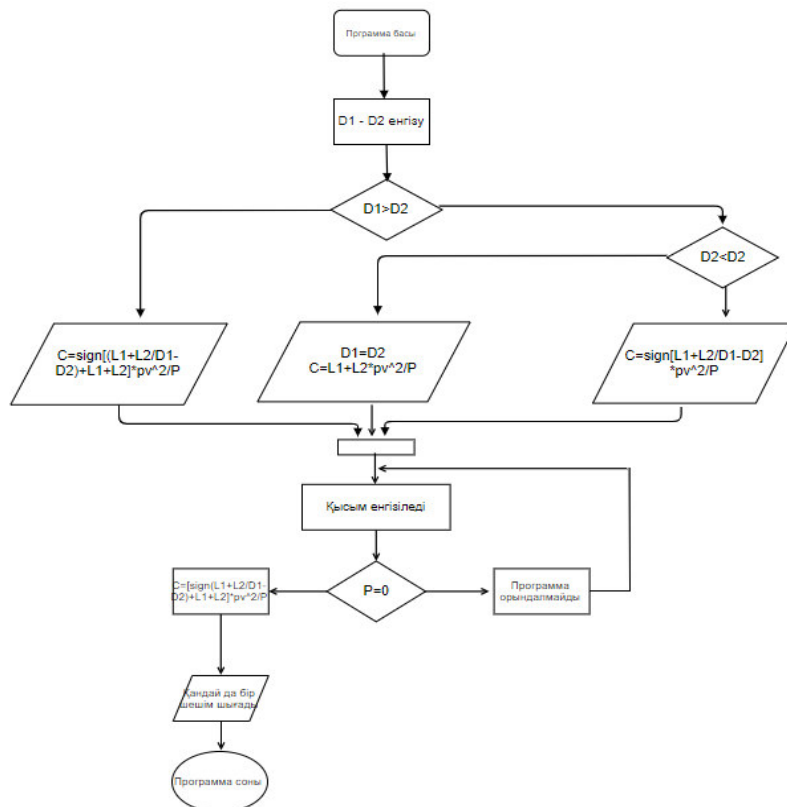 Прграмма басы
D1 - D2 енгізу
D1>D2
D2<D2
C=sign[(L1+L2/D1-
D2)+L1+L2]*pv^2/P
D1=D2
C=L1+L2*pv^2/P
C=sign[L1+L2/D1-D2]
*pv^2/P
Қысым енгізіледі
P=0
C=[sign(L1+L2/D1-
D2)+L1+L2]*pv^2/P
Программа
орындалмайды
Қандай да бір
шешім шығады
Программа соны